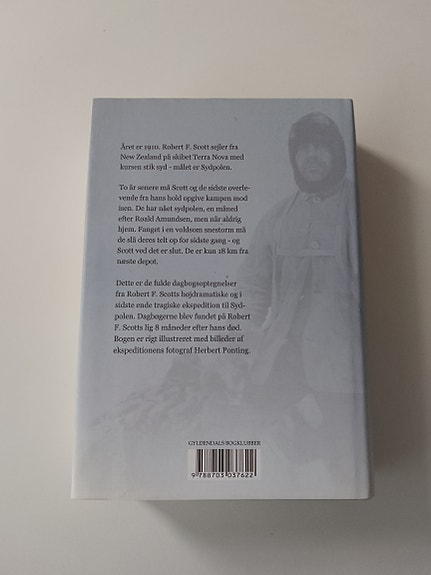 Året er 1910. Robert F. Scott sejler fra
New Zealand på skibet Terra Nova med
kursen stik syd - målet er Sydpolen.
To år senere må Scott og de sidste overle-
vende fra hans hold opgive kampen mod
isen. De har nået sydpolen, en måned
efter Roald Amundsen, men når aldrig
hjem. Fanget i en voldsom snestorm må
de slå deres telt op for sidste gang - og
Scott ved det er slut. De er kun 18 km fra
næste depot.
Dette er de fulde dagbogsoptegnelser
fra Robert F. Scotts højdramatiske og i
sidste ende tragiske ekspedition til Syd-
polen. Dagbøgerne blev fundet på Robert
F. Scotts lig 8 måneder efter hans død.
Bogen er rigt illustreret med billeder af
ekspeditionens fotograf Herbert Ponting.
GYLDENDALS BOGKLUBBER
9 788703 037622